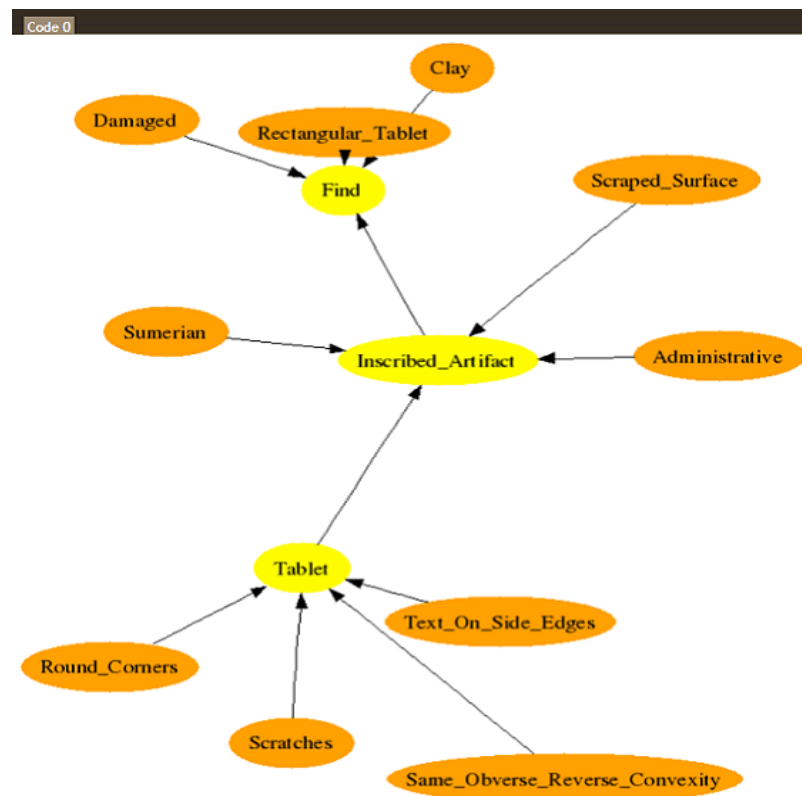 Code 0
Clay
Damaged
Rectangular_Tablet
Find
Scraped_Surface
Sumerian
Inscribed_Artifact
Administrative
Tablet
Text_On_Side_Edges
Round_Corners
Scratches
Same_Obverse_Reverse_Convexity